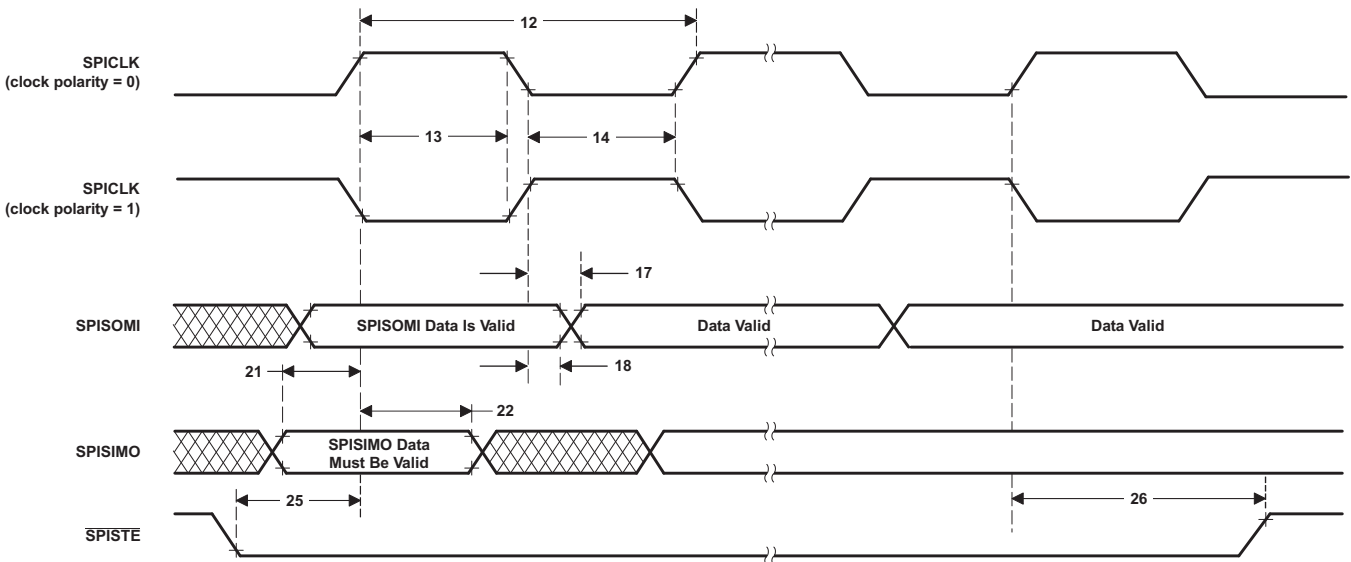 12
SPICLK
(clock polarity = 0)
13
14
SPICLK
(clock polarity = 1)
17
SPISOMI
SPISOMI Data Is Valid
Data Valid
Data Valid
21
18
22
SPISIMO
SPISIMO Data
Must Be Valid
25
26
SPISTE